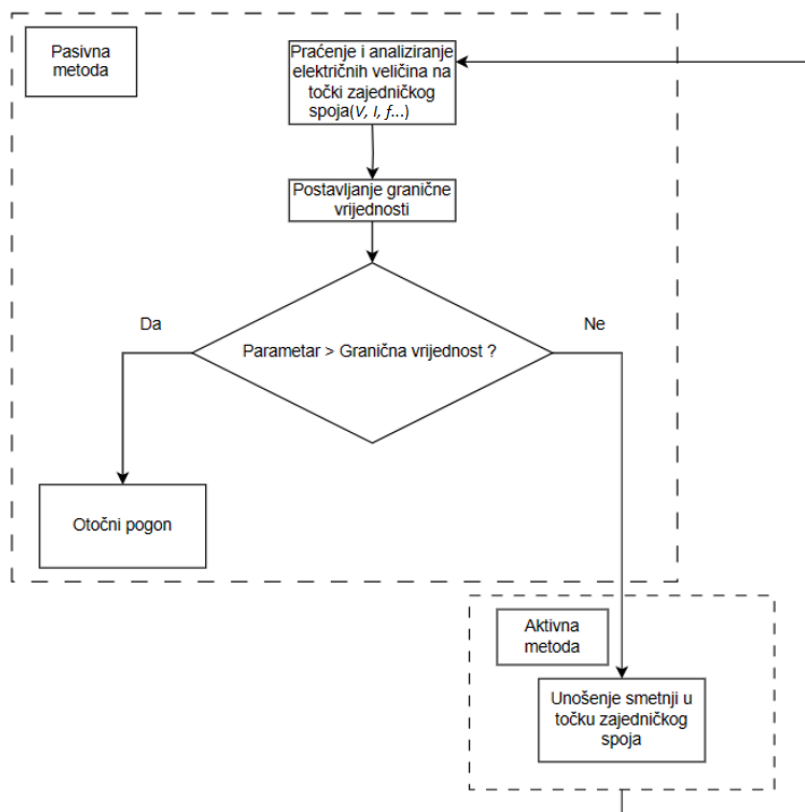 Pasivna
metoda
Praćenje i analiziranje
električnih veličina na
točki zajedničkog
spoja(V, I, f...)
Postavljanje granične
vrijednosti
Da
Parametar > Granična vrijednost ?
Ne
Otočni pogon
Aktivna
metoda
Unošenje smetnji u
točku zajedničkog
spoja